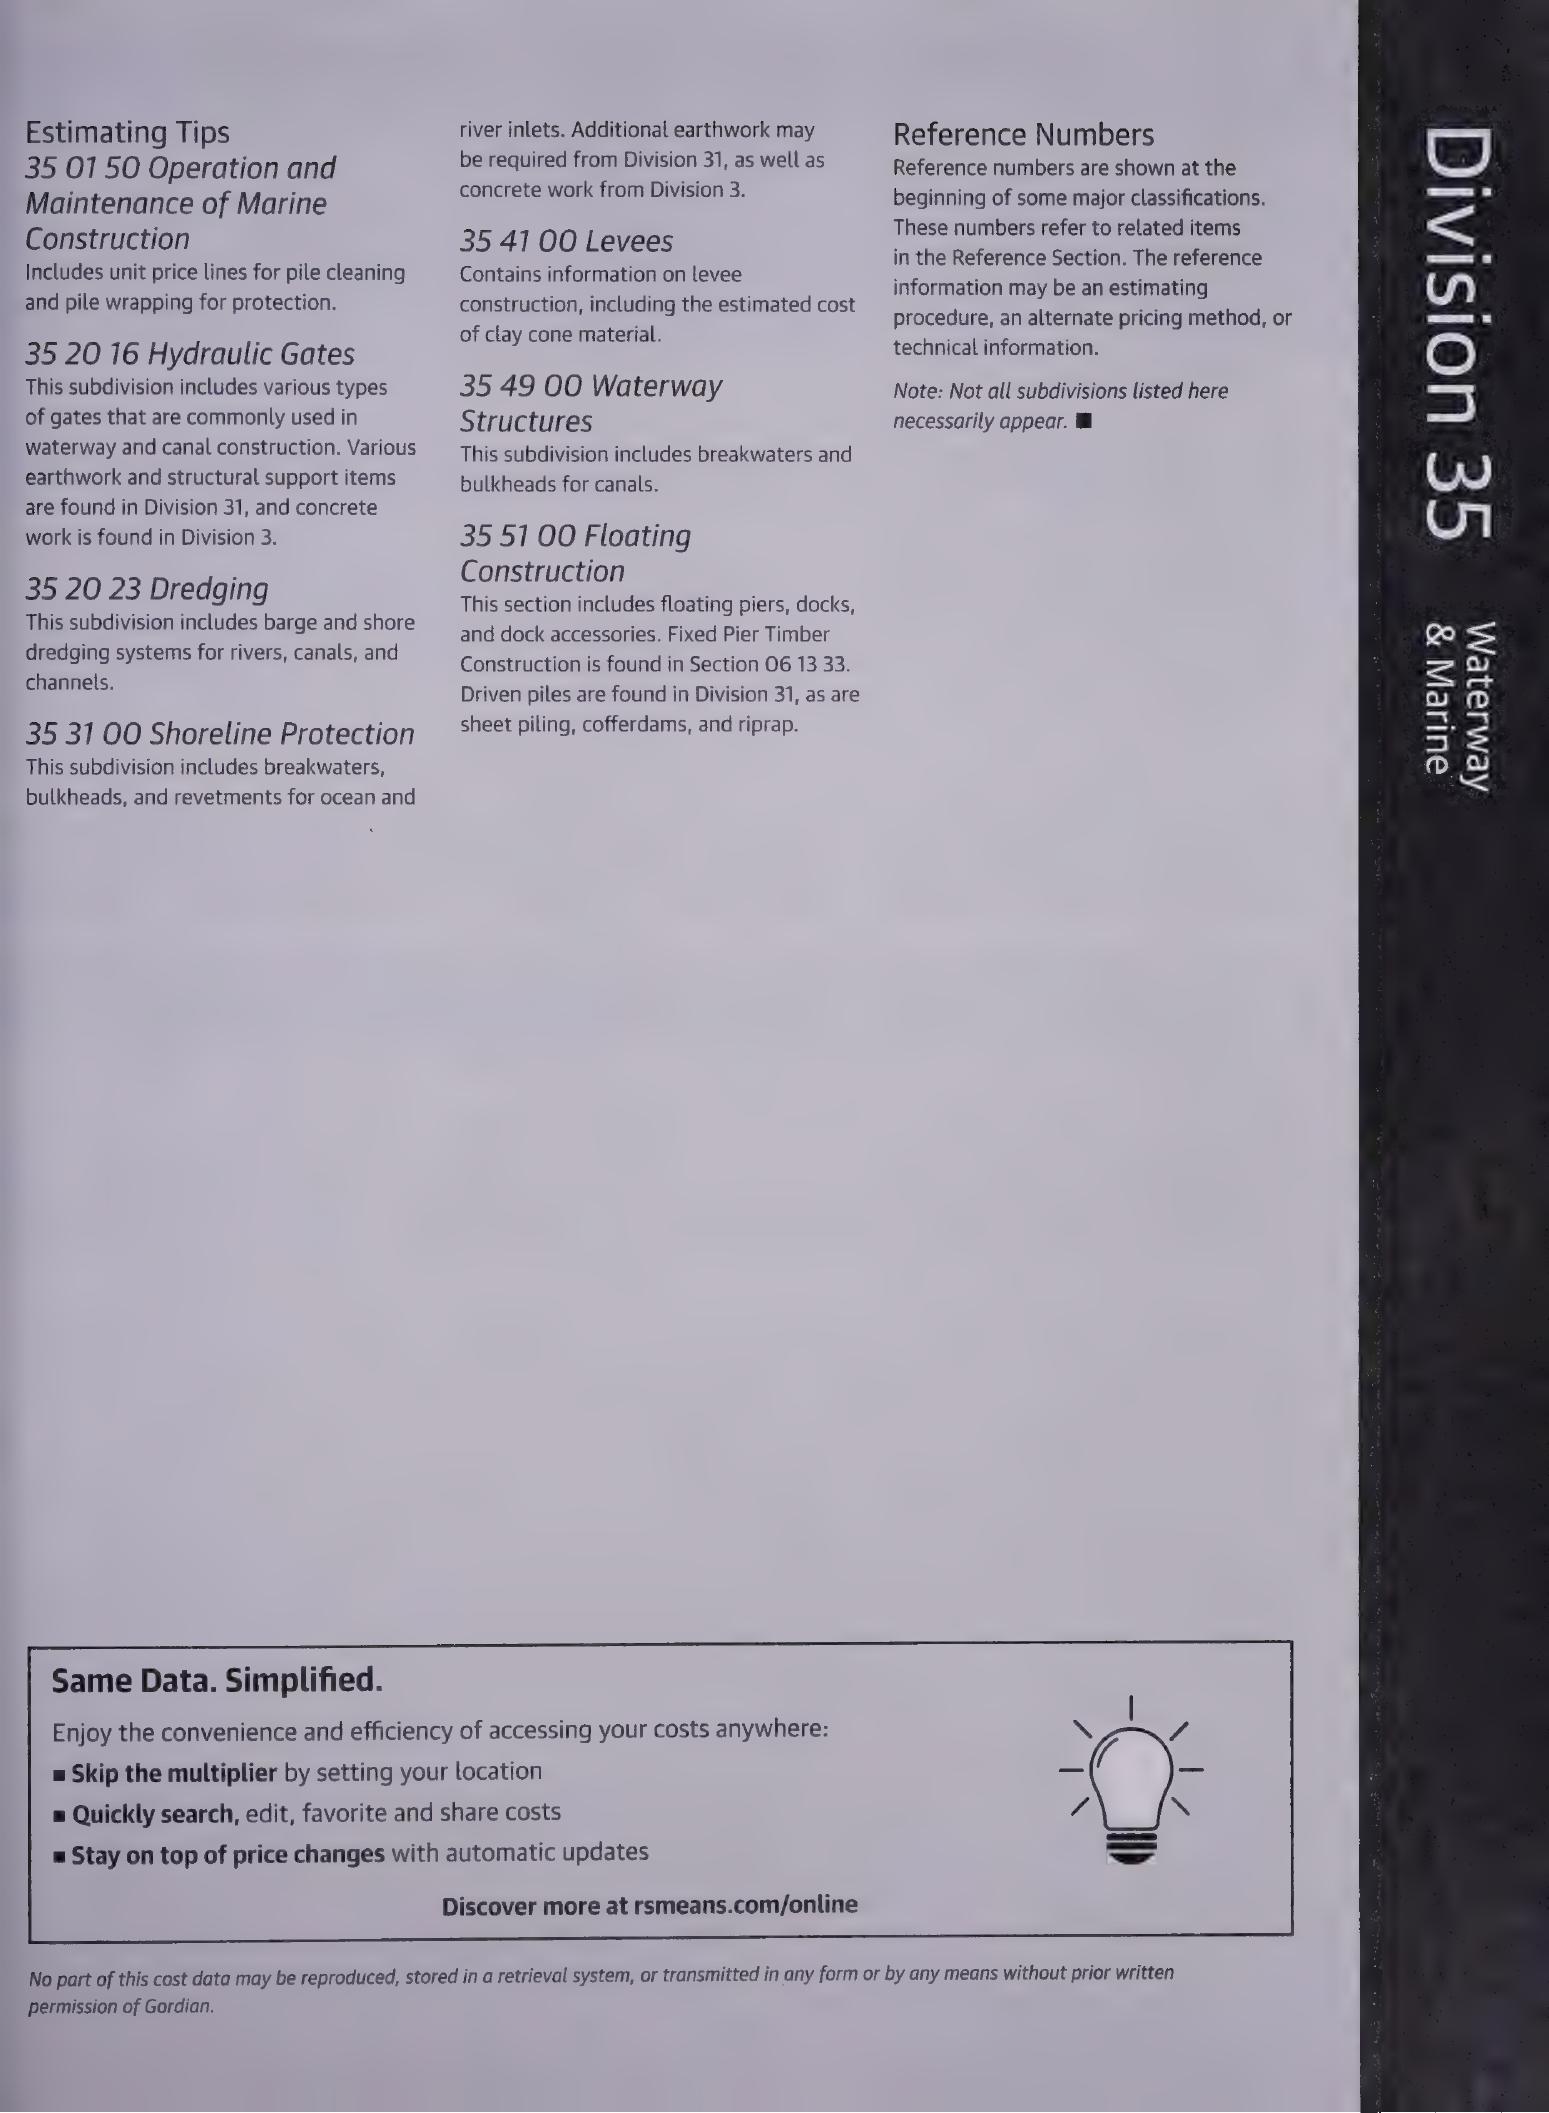 Estimating Tips
35 01 50 Operation and
Maintenance of Marine
Construction
Includes unit price lines for pile cleaning
and pile wrapping for protection.
35 20 16 Hydraulic Gates
This subdivision includes various types
of gates that are commonly used in
waterway and canal construction. Various
earthwork and structural support items
are found in Division 31, and concrete
work is found in Division 3.
35 20 23 Dredging
This subdivision includes barge and shore
dredging systems for rivers, canals, and
channels.
35 31 00 Shoreline Protection
This subdivision includes breakwaters,
bulkheads, and revetments for ocean and
river inlets. Additional earthwork may
be required from Division 31, as well as
concrete work from Division 3.
35 41 00 Levees
Contains information on levee
construction, including the estimated cost
of clay cone material.
35 49 00 Waterway
Structures
This subdivision includes breakwaters and
bulkheads for canals.
35 51 00 Floating
Construction
This section includes floating piers, docks,
and dock accessories. Fixed Pier Timber
Construction is found in Section 06 13 33.
Driven piles are found in Division 31, as are
sheet piling, cofferdams, and riprap.
Reference Numbers
Reference numbers are shown at the
beginning of some major classifications.
These numbers refer to related items
in the Reference Section. The reference
information may be an estimating
procedure, an alternate pricing method, or
technical information.
Note: Not all subdivisions listed here
necessarily appear. ■
Division 35
Waterway
& Marine
Same Data. Simplified.
Enjoy the convenience and efficiency of accessing your costs anywhere:
■ Skip the multiplier by setting your location
■ Quickly search, edit, favorite and share costs
■ Stay on top of price changes with automatic updates
Discover more at rsmeans.com/online
No part of this cost data may be reproduced, stored in a retrieval system, or transmitted in any form or by any means without prior written
permission of Gordian.